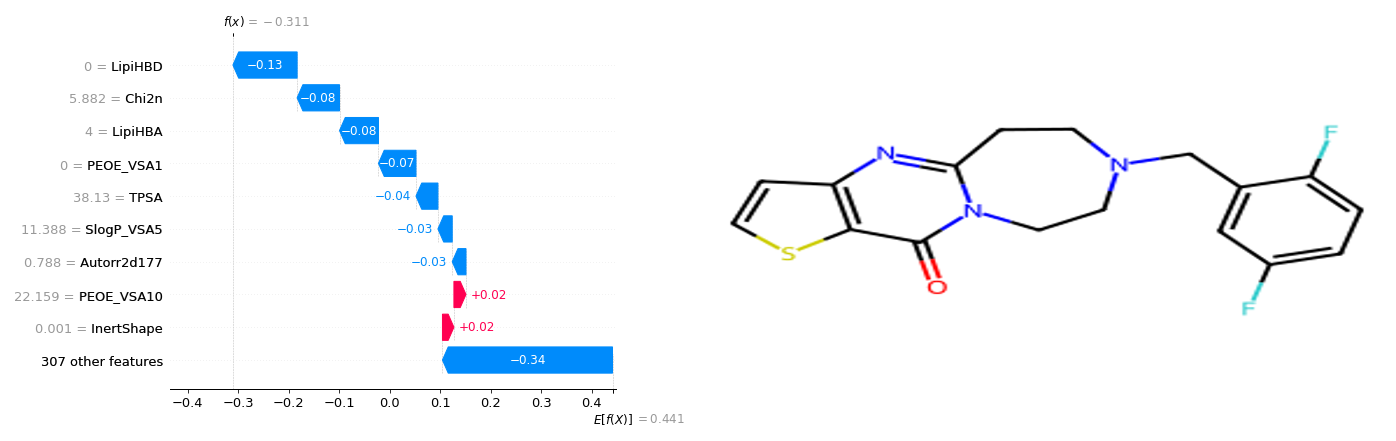 f(x) = −0.311
0 = LipiHBD
−0.13
5.882 = Chi2n
−0.08
4 = LipiHBA
−0.08
0 = PEOE_VSA1
−0.07
38.13 = TPSA
−0.04
11.388 = SlogP_VSA5
−0.03
0.788 = Autorr2d177
−0.03
22.159 = PEOE_VSA10
+0.02
0.001 = InertShape
+0.02
307 other features
−0.34
−0.4 −0.3 −0.2 −0.1 0.0 0.1 0.2 0.3 0.4
E[f(X)] = 0.441
F
N
N
N
S
O
F